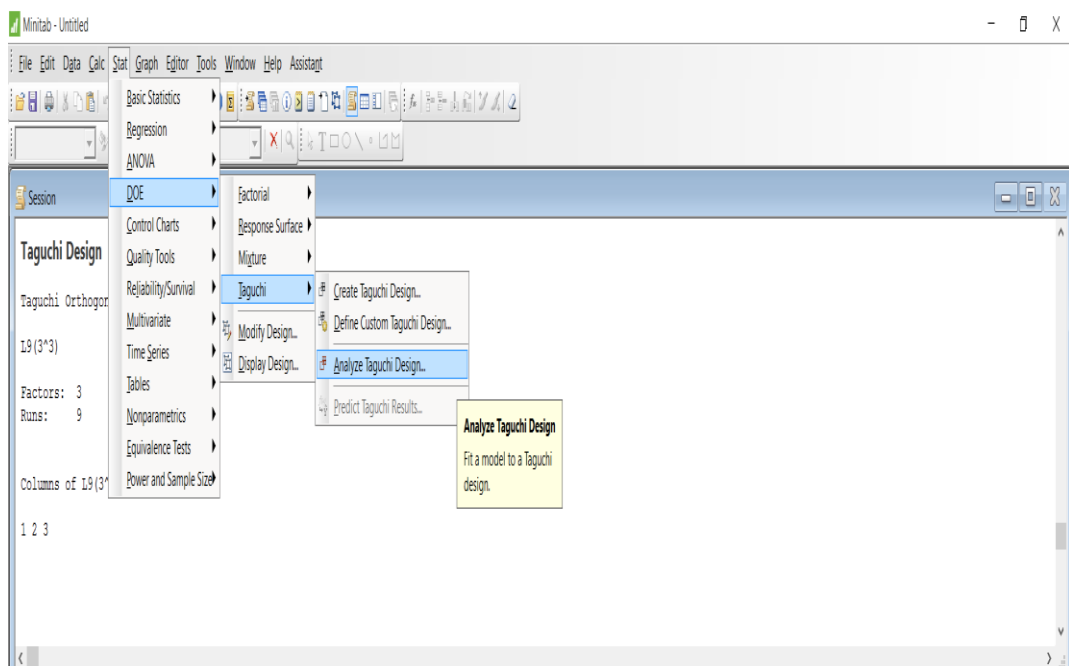 Minitab - Untitled
File Edit Data Calc Stat Graph Editor Tools Window Help Assistant
Session
Taguchi Design
Taguchi Orthogon
L9(3^3)
Factors: 3
Runs: 9
Columns of L9(3^
1 2 3
Basic Statistics
Regression
ANOVA
DOE
Control Charts
Quality Tools
Reliability/Survival
Multivariate
Time Series
Tables
Nonparametrics
Equivalence Tests
Power and Sample Size
Factorial
Response Surface
Mixture
Taguchi
Modify Design...
Display Design...
Create Taguchi Design...
Define Custom Taguchi Design...
Analyze Taguchi Design...
Predict Taguchi Results...
Analyze Taguchi Design
Fit a model to a Taguchi
design.